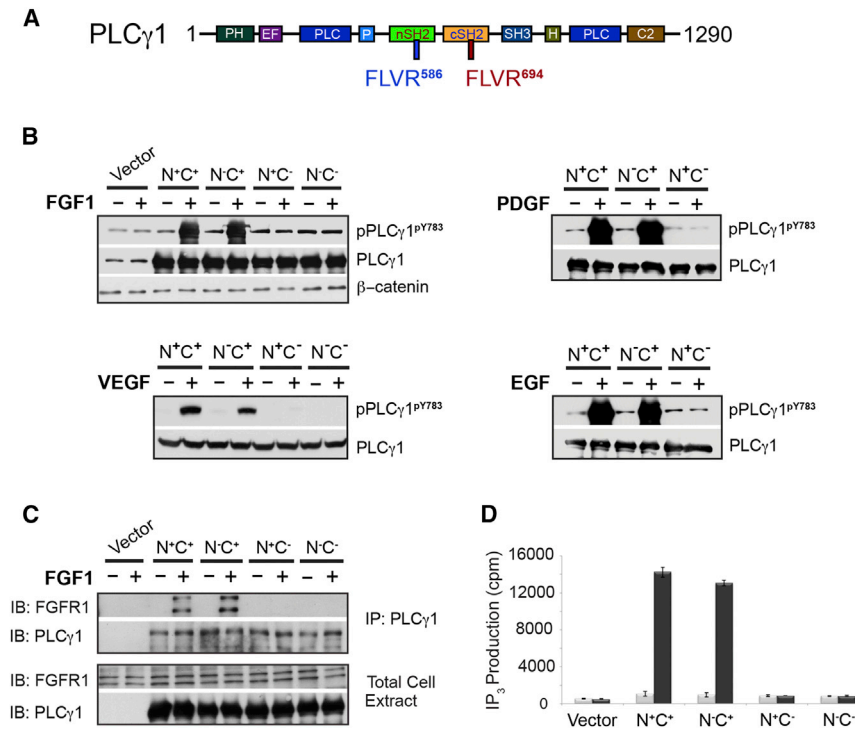 A
PLCγ1 1 PH EF PLC P nSH2 cSH2 SH3 H PLC C2 1290
FLVR⁵⁸⁶ FLVR⁶⁹⁴
B
Vector N⁺C⁺ N⁻C⁺ N⁺C⁻ N⁻C⁻
FGF1 − + − + − + − + − +
pPLCγ1ᵖʸ⁷⁸³
PLCγ1
β−catenin
N⁺C⁺ N⁻C⁺ N⁺C⁻
PDGF − + − + − +
pPLCγ1ᵖʸ⁷⁸³
PLCγ1
N⁺C⁺ N⁻C⁺ N⁺C⁻ N⁻C⁻
VEGF − + − + − + − +
pPLCγ1ᵖʸ⁷⁸³
PLCγ1
N⁺C⁺ N⁻C⁺ N⁺C⁻
EGF − + − + − +
pPLCγ1ᵖʸ⁷⁸³
PLCγ1
C
Vector N⁺C⁺ N⁻C⁺ N⁺C⁻ N⁻C⁻
FGF1 − + − + − + − + − +
IB: FGFR1
IB: PLCγ1
IP: PLCγ1
IB: FGFR1
IB: PLCγ1
Total Cell
Extract
D
IP₃ Production (cpm)
16000
12000
8000
4000
0
Vector N⁺C⁺ N⁻C⁺ N⁺C⁻ N⁻C⁻